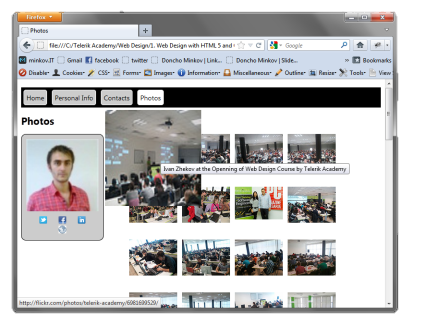 Firefox
Photos
+
file:///C:/Telerik Academy/Web Design/1. Web Design with HTML 5 and
Google
minkov.IT Gmail facebook twitter Doncho Minkov | Link... Doncho Minkov | Slide... » Bookmarks
Disable Cookies CSS Forms Images Information Miscellaneous Outline Resize Tools View
Home Personal Info Contacts Photos
Photos
Ivan Zhekov at the Openning of Web Design Course by Telerik Academy
http://flickr.com/photos/telerik-academy/6981699529/